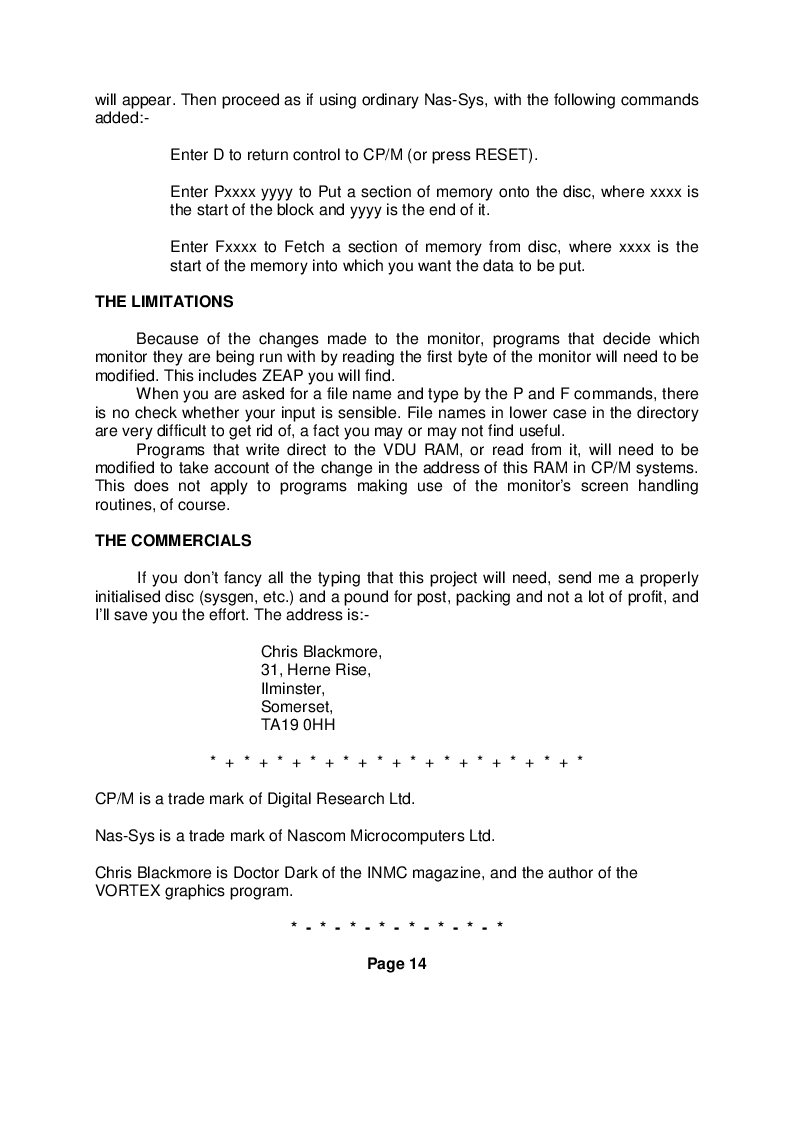 will appear. Then proceed as if using ordinary Nas-Sys, with the following commands
added:-
Enter D to return control to CP/M (or press RESET).
Enter Pxxxx yyyy to Put a section of memory onto the disc, where xxxx is
the start of the block and yyyy is the end of it.
Enter Fxxxx to Fetch a section of memory from disc, where xxxx is the
start of the memory into which you want the data to be put.
THE LIMITATIONS
Because of the changes made to the monitor, programs that decide which
monitor they are being run with by reading the first byte of the monitor will need to be
modified. This includes ZEAP you will find.
When you are asked for a file name and type by the P and F commands, there
is no check whether your input is sensible. File names in lower case in the directory
are very difficult to get rid of, a fact you may or may not find useful.
Programs that write direct to the VDU RAM, or read from it, will need to be
modified to take account of the change in the address of this RAM in CP/M systems.
This does not apply to programs making use of the monitor's screen handling
routines, of course.
THE COMMERCIALS
If you don't fancy all the typing that this project will need, send me a properly
initialised disc (sysgen, etc.) and a pound for post, packing and not a lot of profit, and
I'll save you the effort. The address is:-
Chris Blackmore,
31, Herne Rise,
Ilminster,
Somerset,
TA19 0HH
* + * + * + * + * + * + * + * + * + * + * + *
CP/M is a trade mark of Digital Research Ltd.
Nas-Sys is a trade mark of Nascom Microcomputers Ltd.
Chris Blackmore is Doctor Dark of the INMC magazine, and the author of the
VORTEX graphics program.
* - * - * - * - * - * - * - *
Page 14